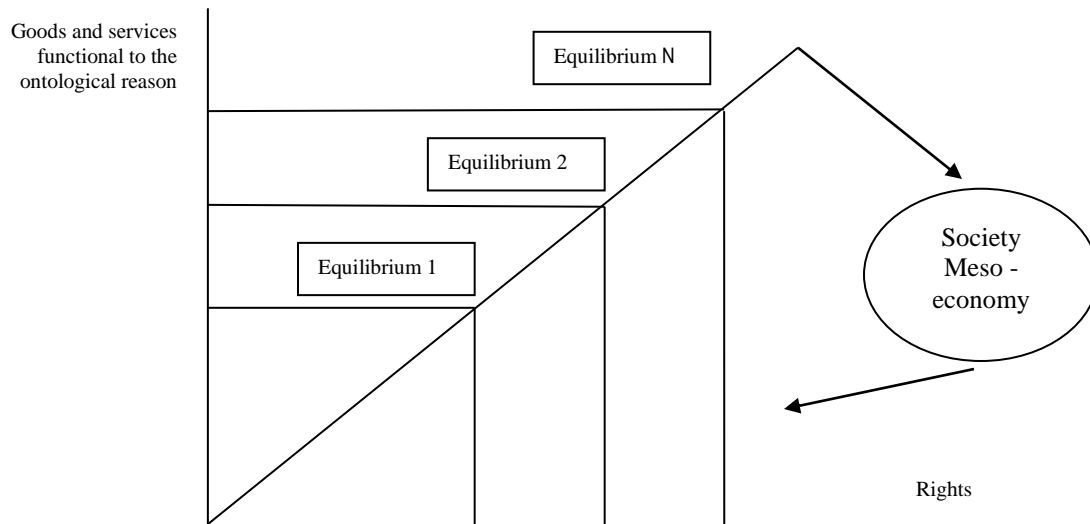 Goods and services
functional to the
ontological reason
Equilibrium N
Equilibrium 2
Equilibrium 1
Society
Meso -
economy
Rights